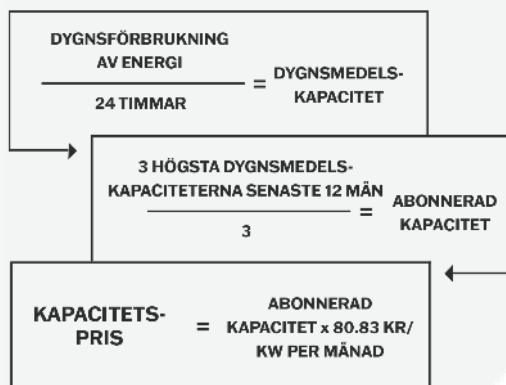 DYGNSFÖRBRUKNING
AV ENERGI
24 TIMMAR
= DYGNSMEDELS-
KAPACITET
3 HÖGSTA DYGNSMEDELS-
KAPACITETERNA SENASTE 12 MÅN
3
= ABONNERAD
KAPACITET
KAPACITETS-
PRIS
= ABONNERAD
KAPACITET x 80.83 KR/
KW PER MÅNAD